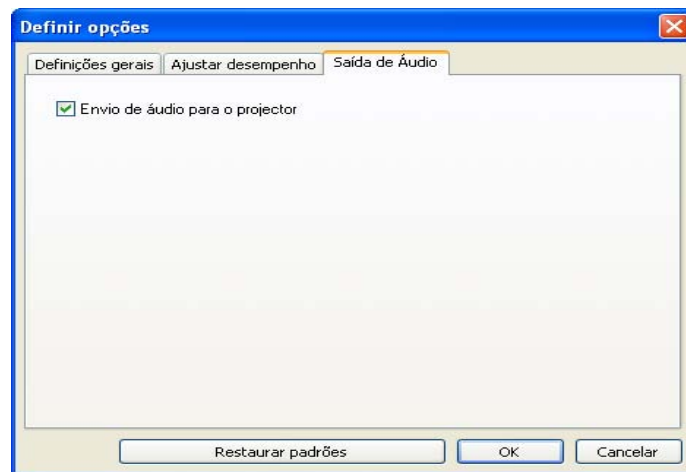 Definir opções
Definições gerais Ajustar desempenho Saída de Áudio
Envio de áudio para o projector
Restaurar padrões OK Cancelar